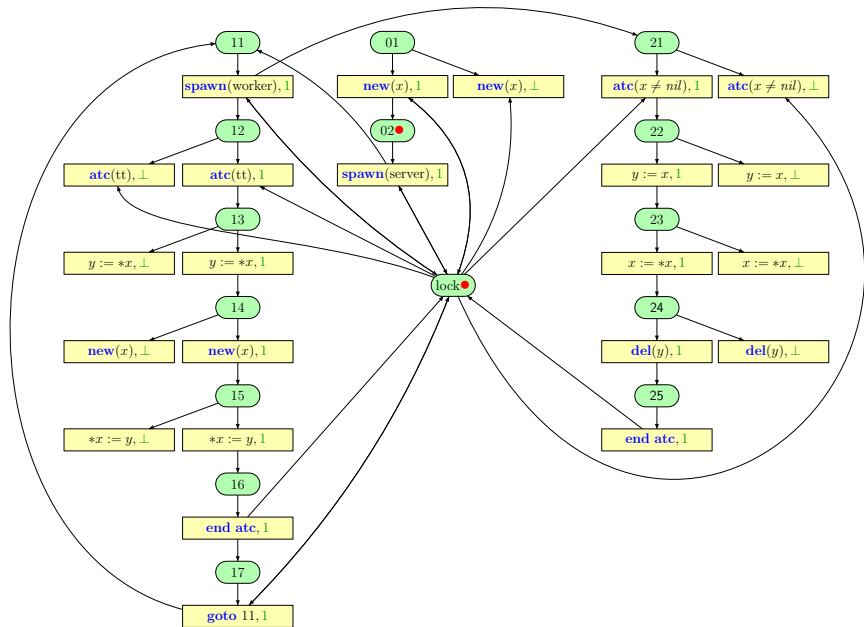 11 01 21
spawn(worker), 1 new(x), 1 new(x), ⊥ atc(x ≠ nil), 1 atc(x ≠ nil), ⊥
12 02 22
atc(tt), ⊥ atc(tt), 1 spawn(server), 1 y := x, 1 y := x, ⊥
13 23
y := *x, ⊥ y := *x, 1 x := *x, 1 x := *x, ⊥
lock
14 24
new(x), ⊥ new(x), 1 del(y), 1 del(y), ⊥
15 25
*x := y, ⊥ *x := y, 1 end atc, 1
16
end atc, 1
17
goto 11, 1